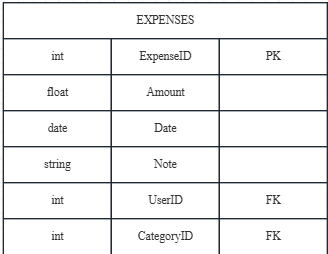 EXPENSES
int ExpenseID PK
float Amount
date Date
string Note
int UserID FK
int CategoryID FK